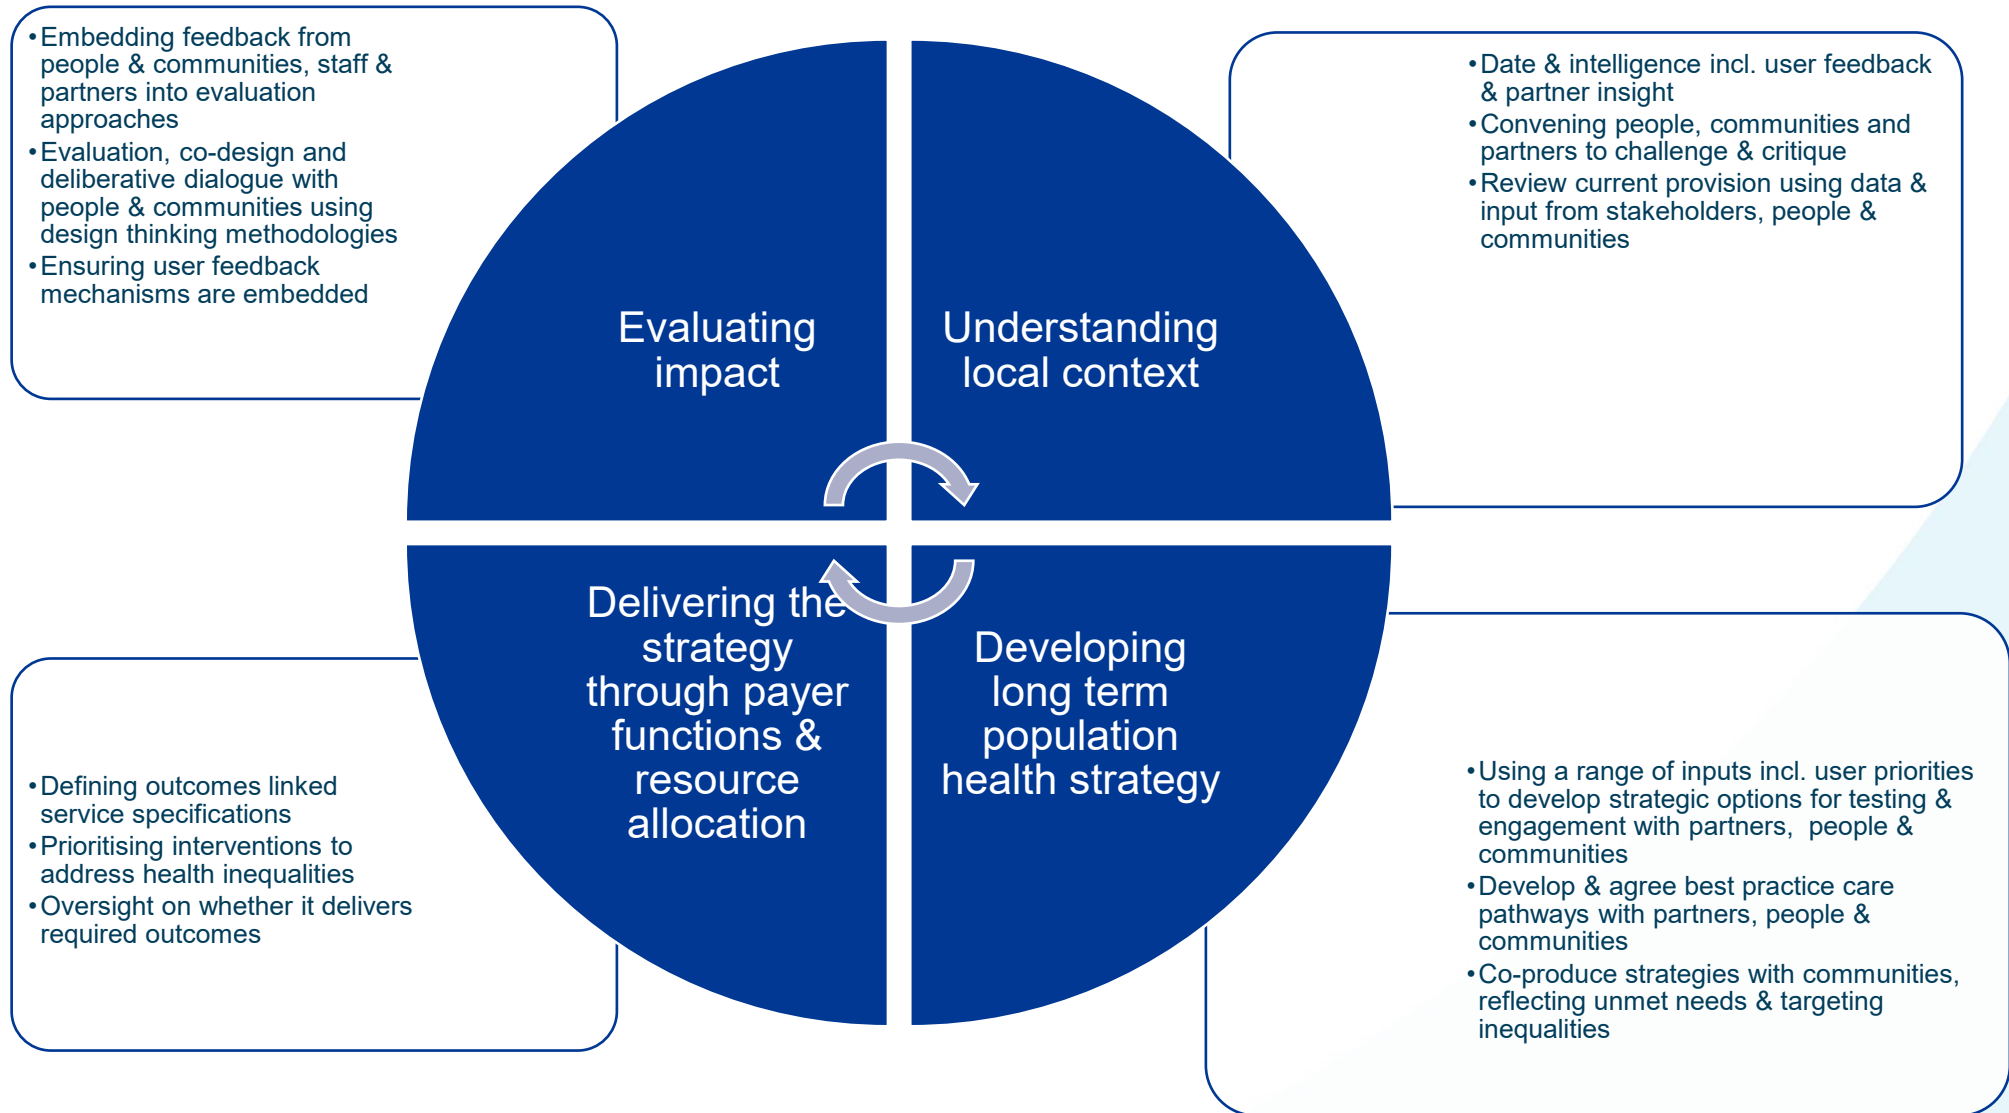 •Embedding feedback from
people & communities, staff &
partners into evaluation
approaches
•Evaluation, co-design and
deliberative dialogue with
people & communities using
design thinking methodologies
•Ensuring user feedback
mechanisms are embedded
•Date & intelligence incl. user feedback
& partner insight
•Convening people, communities and
partners to challenge & critique
•Review current provision using data &
input from stakeholders, people &
communities
Evaluating
impact
Understanding
local context
Delivering the
strategy
through payer
functions &
resource
allocation
Developing
long term
population
health strategy
•Defining outcomes linked
service specifications
•Prioritising interventions to
address health inequalities
•Oversight on whether it delivers
required outcomes
•Using a range of inputs incl. user priorities
to develop strategic options for testing &
engagement with partners,  people &
communities
•Develop & agree best practice care
pathways with partners, people &
communities
•Co-produce strategies with communities,
reflecting unmet needs & targeting
inequalities